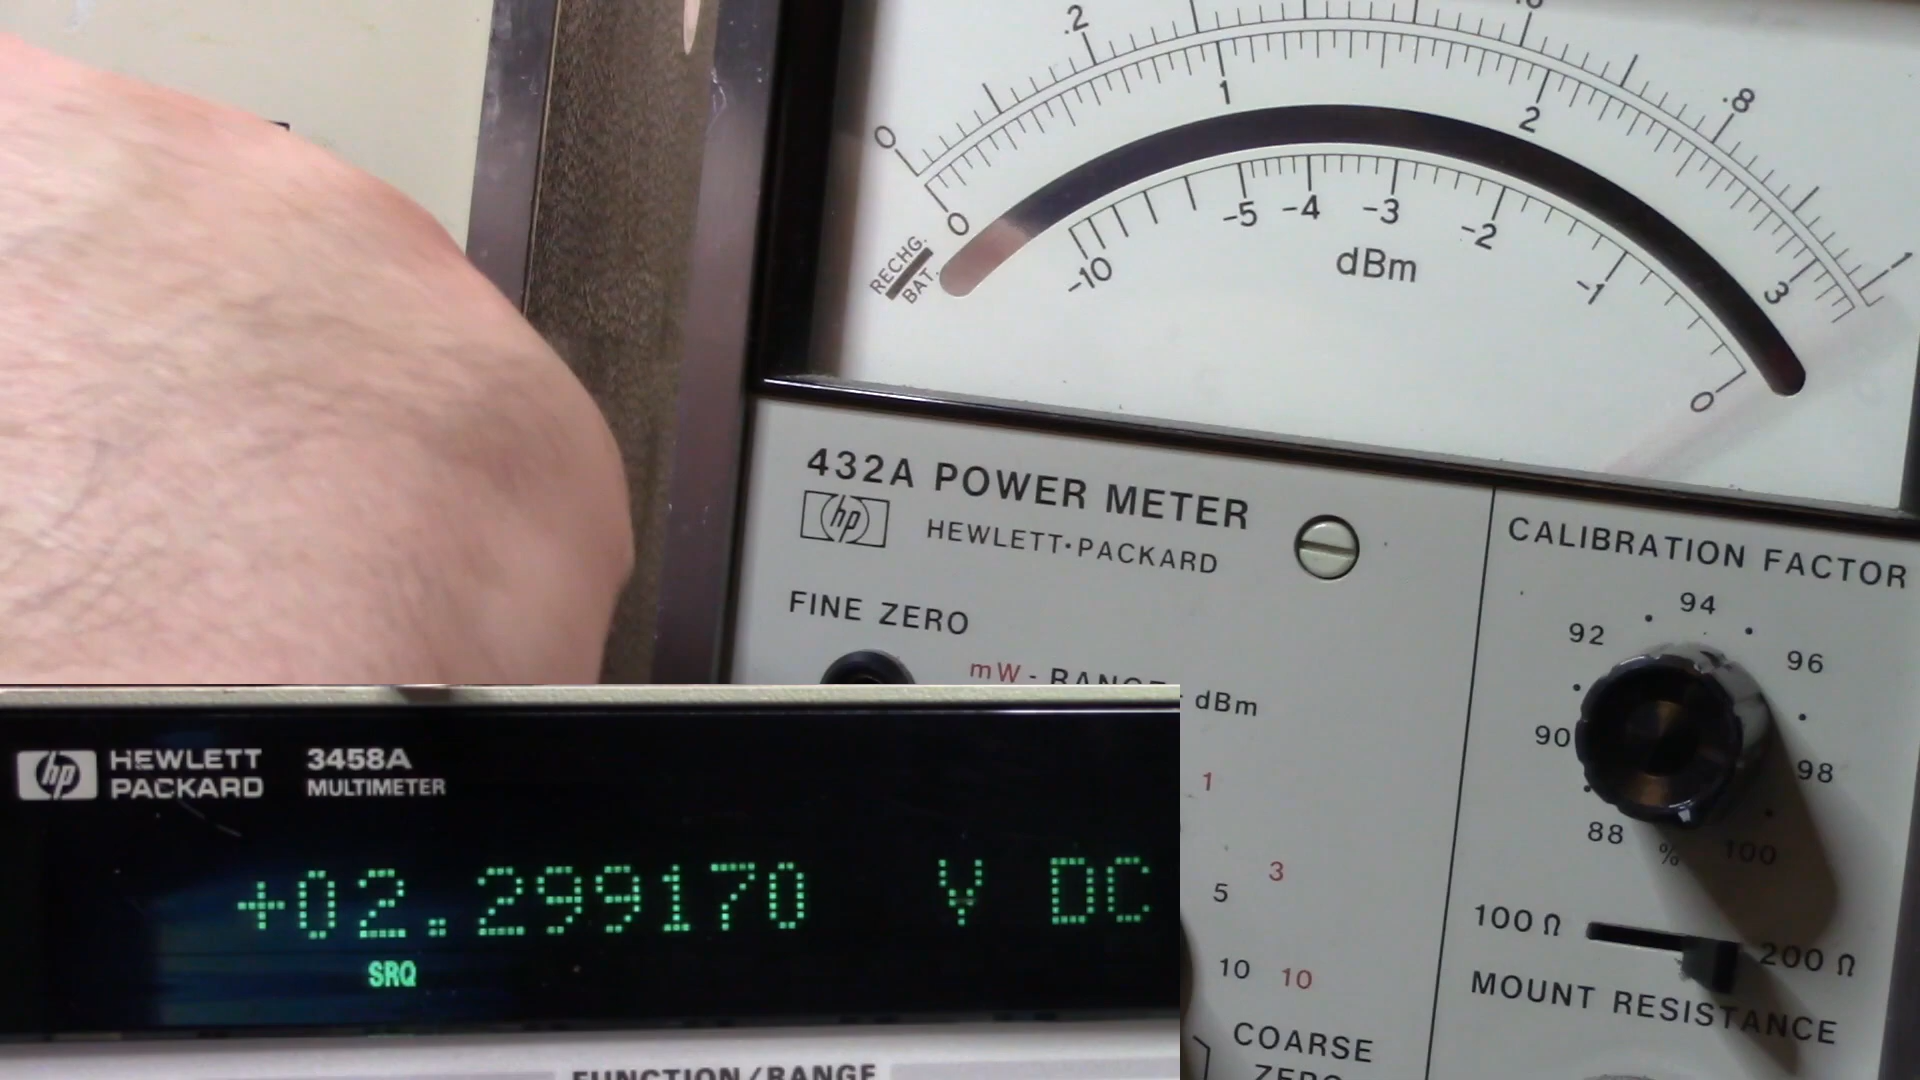 0 .2 .8 1
0 1 2 3
-10 -5 -4 -3 -2 -1 0
dBm
RECHG.
BAT.
432A POWER METER
hp HEWLETT•PACKARD
FINE ZERO
mW - RANGE - dBm
1
3
5
10 10
COARSE
ZERO
CALIBRATION FACTOR
88 90 92 94 96 98 100
%
100 Ω 200 Ω
MOUNT RESISTANCE
hp HEWLETT
PACKARD
3458A
MULTIMETER
+02.299170 V DC
SRQ
FUNCTION/RANGE